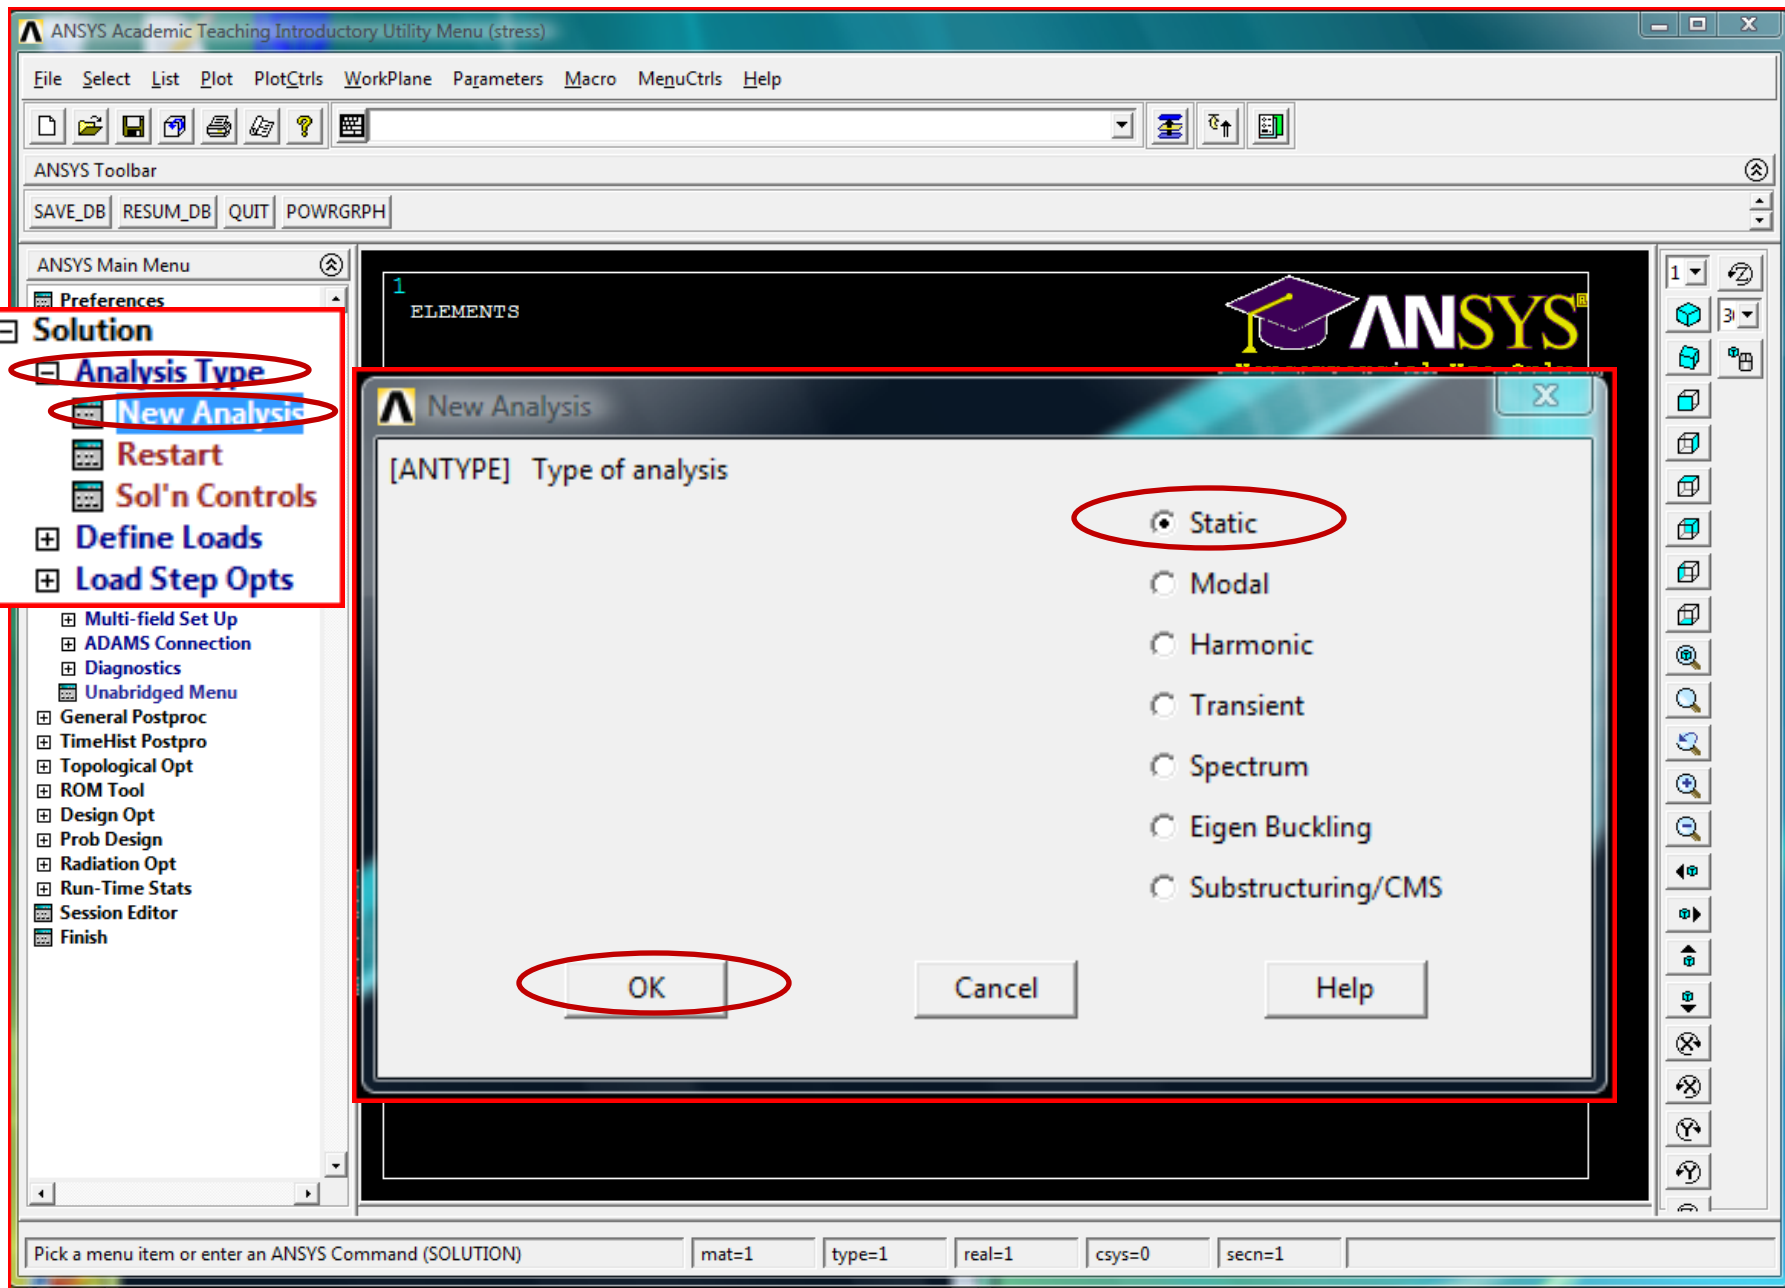 ANSYS Academic Teaching Introductory Utility Menu (stress)
File Select List Plot PlotCtrls WorkPlane Parameters Macro MenuCtrls Help
ANSYS Toolbar
SAVE_DB RESUM_DB QUIT POWRGRPH
ANSYS Main Menu
Preferences
Solution
Analysis Type
New Analysis
Restart
Sol'n Controls
Define Loads
Load Step Opts
Multi-field Set Up
ADAMS Connection
Diagnostics
Unabridged Menu
General Postproc
TimeHist Postpro
Topological Opt
ROM Tool
Design Opt
Prob Design
Radiation Opt
Run-Time Stats
Session Editor
Finish
1
ELEMENTS
ANSYS®
New Analysis
[ANTYPE] Type of analysis
Static
Modal
Harmonic
Transient
Spectrum
Eigen Buckling
Substructuring/CMS
OK Cancel Help
1
Pick a menu item or enter an ANSYS Command (SOLUTION) mat=1 type=1 real=1 csys=0 secn=1